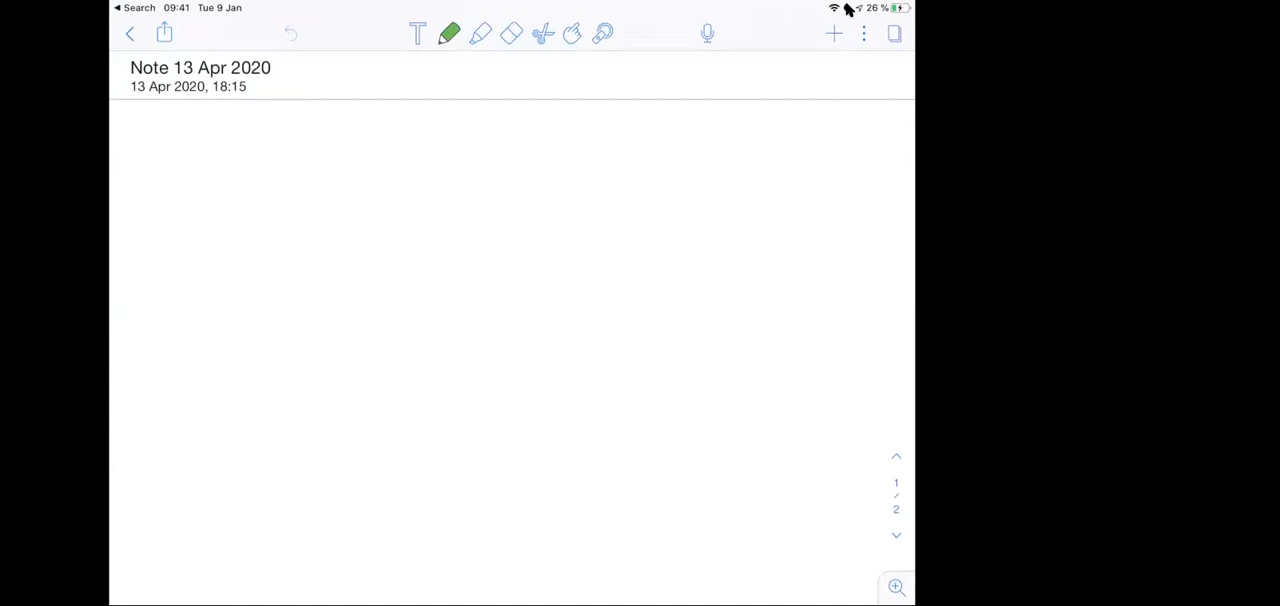 Search 09:41 Tue 9 Jan 26 %
Note 13 Apr 2020
13 Apr 2020, 18:15
1
/
2